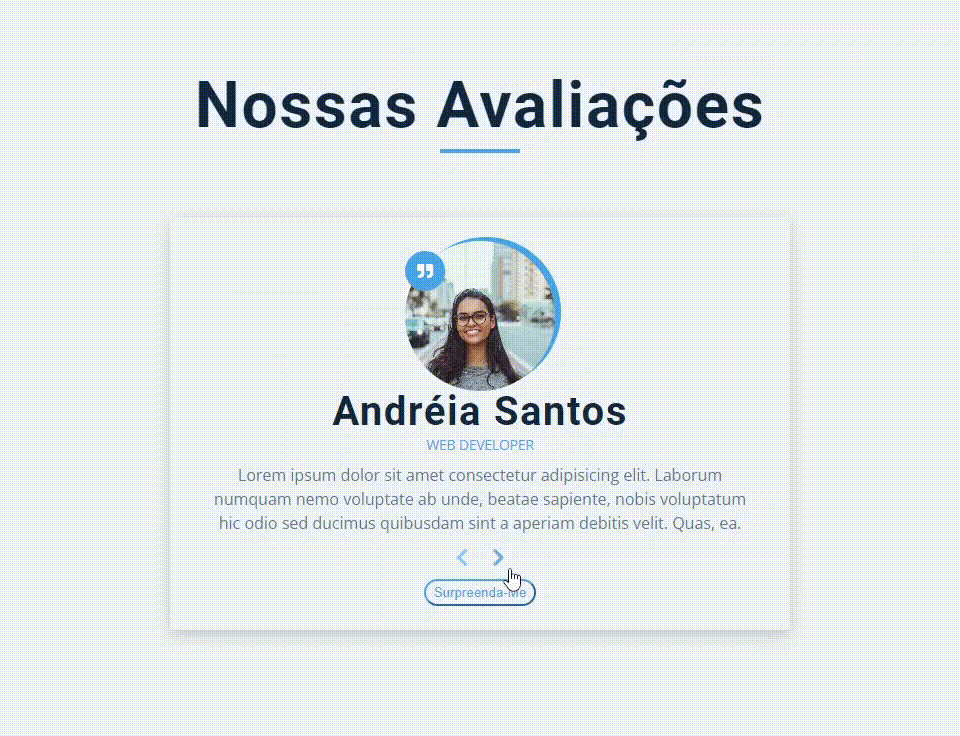 Nossas Avaliações
Andréia Santos
WEB DEVELOPER
Lorem ipsum dolor sit amet consectetur adipisicing elit. Laborum
numquam nemo voluptate ab unde, beatae sapiente, nobis voluptatum
hic odio sed ducimus quibusdam sint a aperiam debitis velit. Quas, ea.
Surpreenda-Me